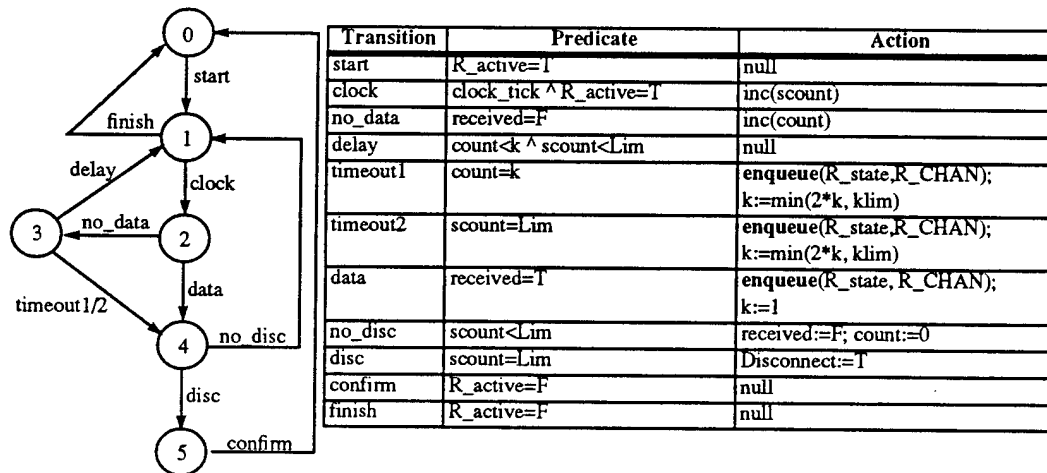 0
start
finish
1
delay
clock
3
no_data
2
data
timeout1/2
4
no_disc
disc
5
confirm
Transition Predicate Action
start R_active=T null
clock clock_tick ^ R_active=T inc(scount)
no_data received=F inc(count)
delay count<k ^ scount<Lim null
timeout1 count=k enqueue(R_state,R_CHAN);
k:=min(2*k, klim)
timeout2 scount=Lim enqueue(R_state,R_CHAN);
k:=min(2*k, klim)
data received=T enqueue(R_state, R_CHAN);
k:=1
no_disc scount<Lim received:=F; count:=0
disc scount=Lim Disconnect:=T
confirm R_active=F null
finish R_active=F null